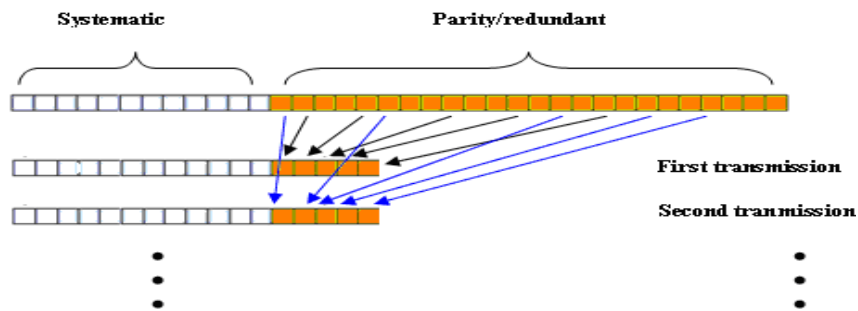 Systematic
Parity/redundant
First transmission
Second tranmission